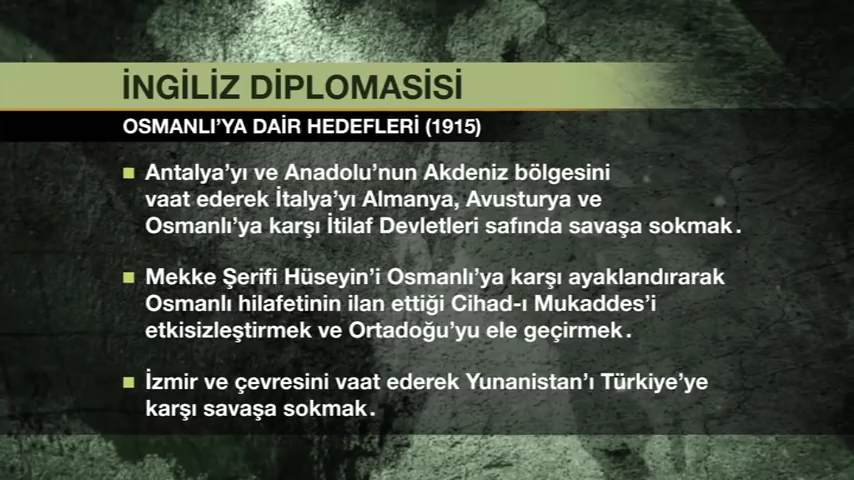 İNGİLİZ DİPLOMASİSİ
OSMANLI'YA DAİR HEDEFLERİ (1915)
Antalya'yı ve Anadolu'nun Akdeniz bölgesini
vaat ederek İtalya'yı Almanya, Avusturya ve
Osmanlı'ya karşı İtilaf Devletleri safında savaşa sokmak.
Mekke Şerifi Hüseyin'i Osmanlı'ya karşı ayaklandırarak
Osmanlı hilafetinin ilan ettiği Cihad-ı Mukaddes'i
etkisizleştirmek ve Ortadoğu'yu ele geçirmek.
İzmir ve çevresini vaat ederek Yunanistan'ı Türkiye'ye
karşı savaşa sokmak.